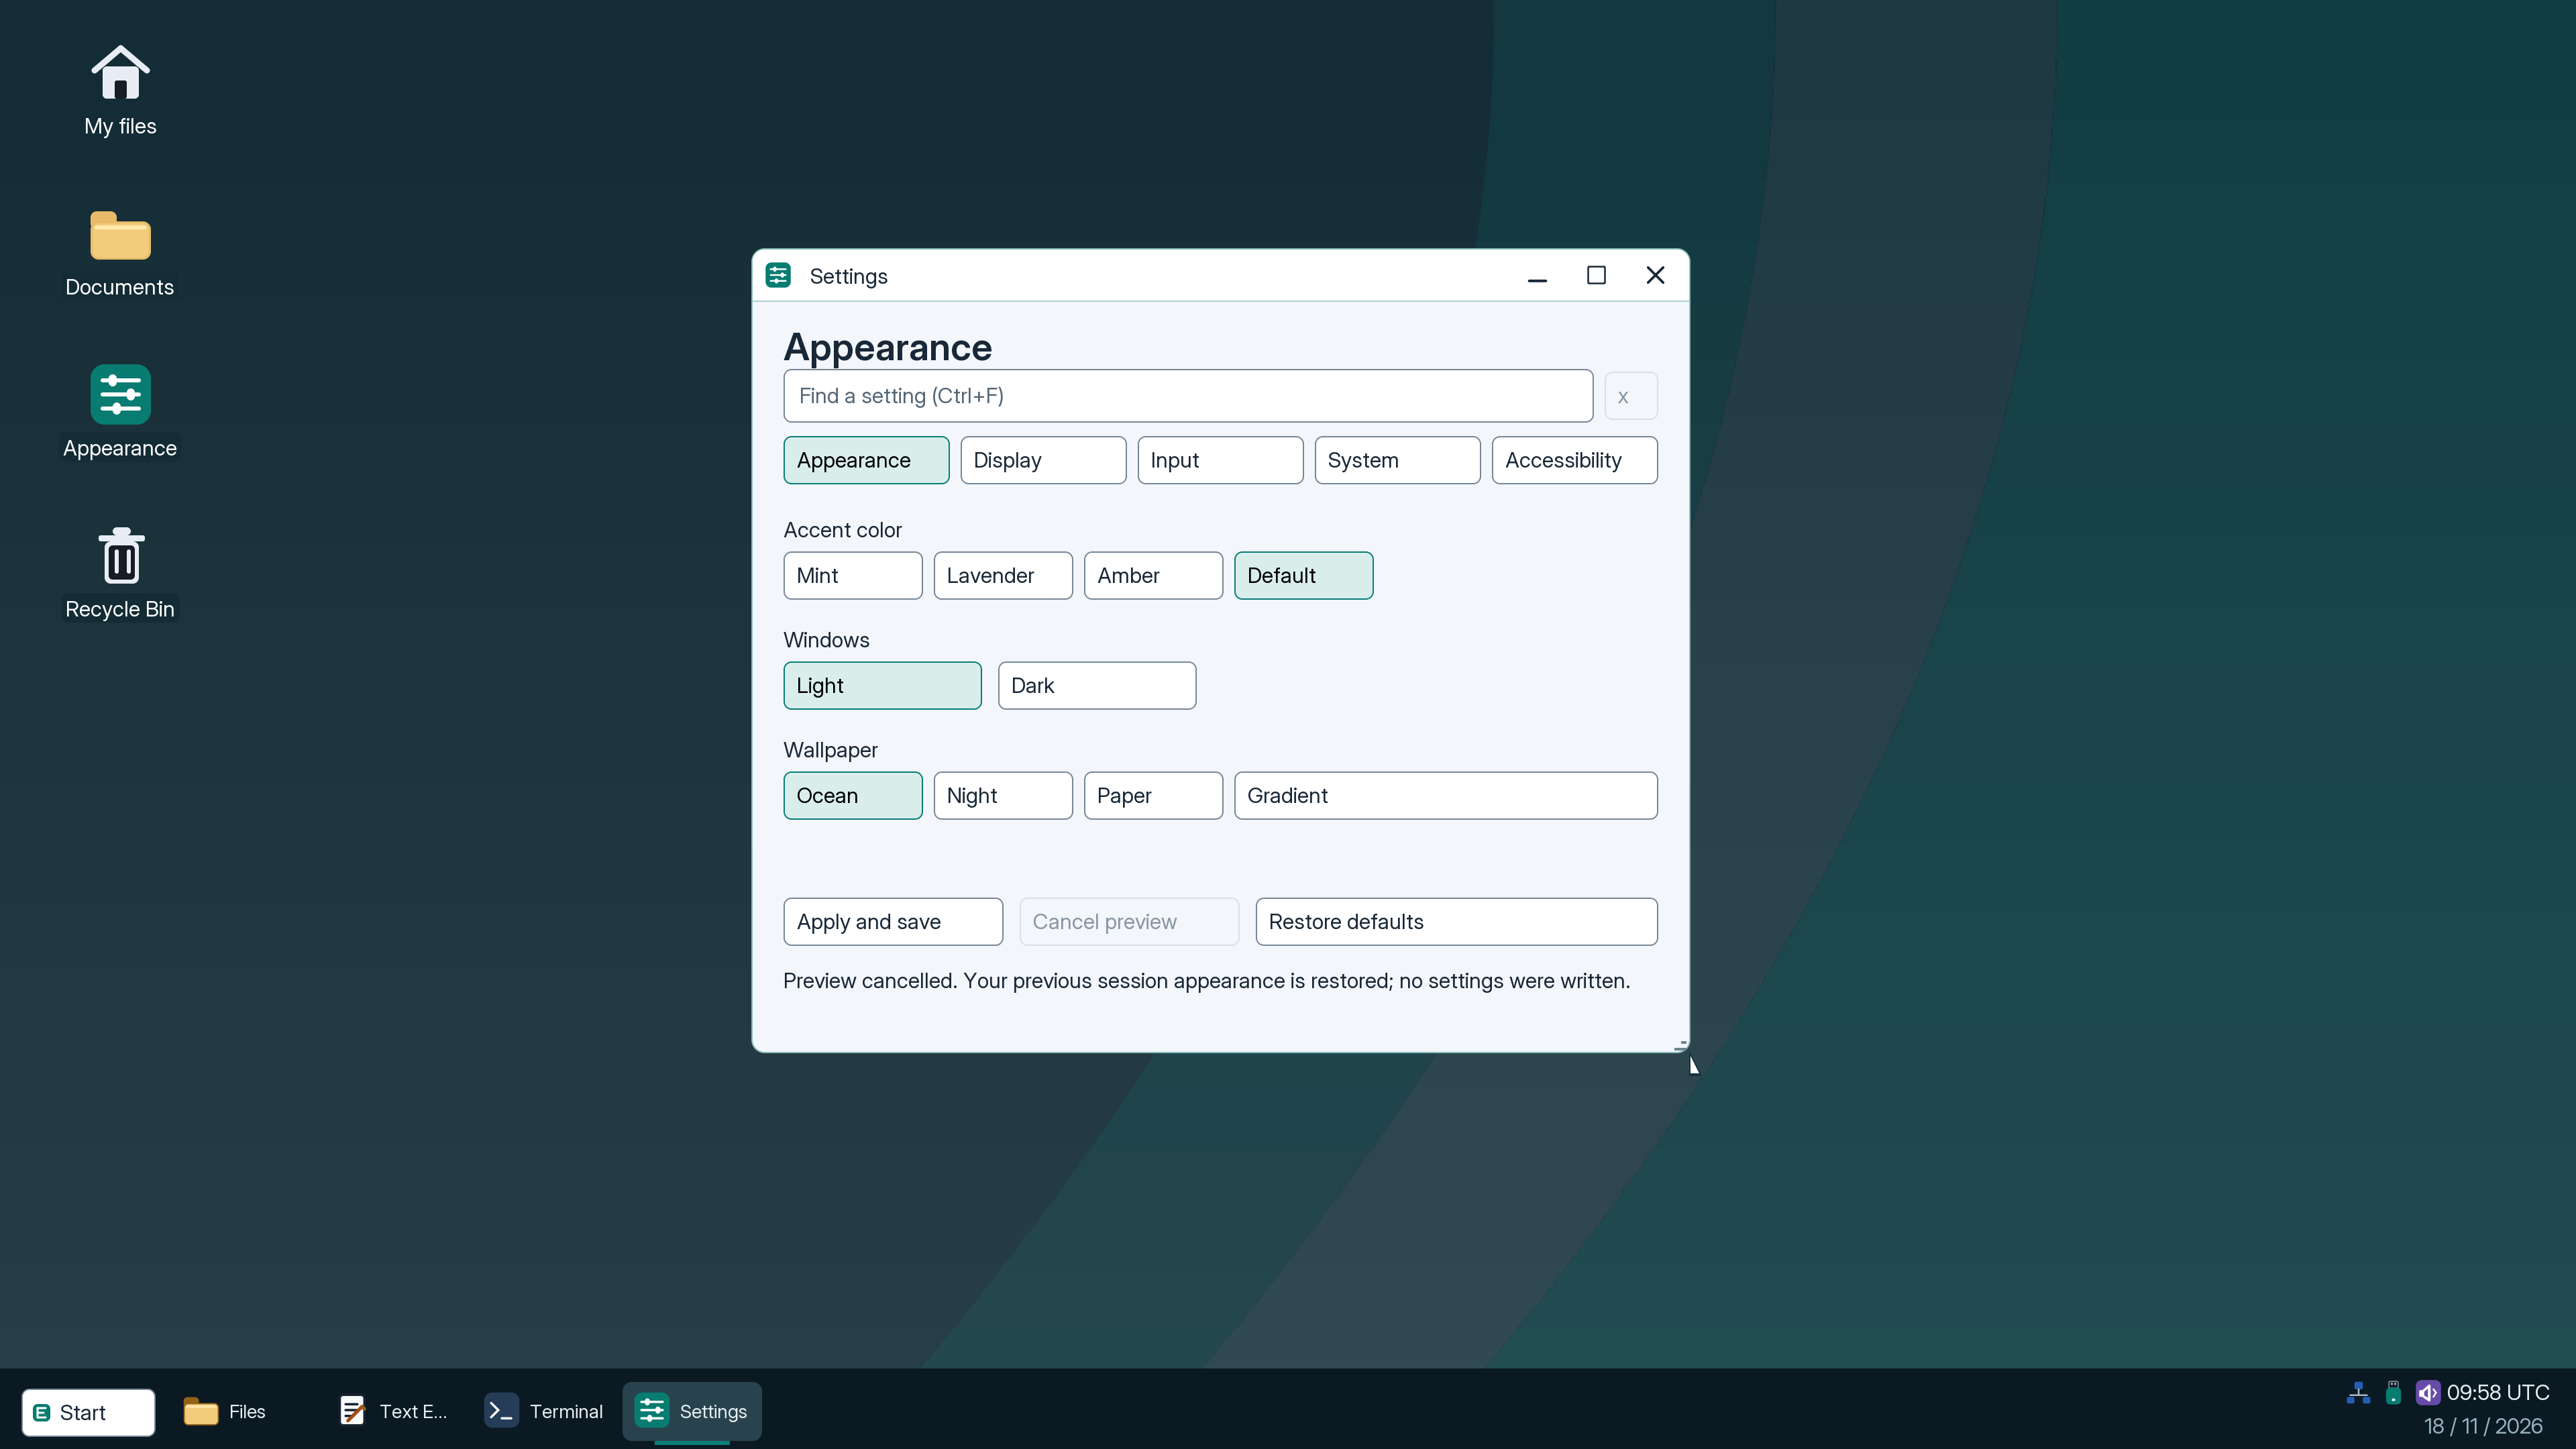 My files
Documents
Appearance
Recycle Bin
Settings
Appearance
Find a setting (Ctrl+F)
x
Appearance
Display
Input
System
Accessibility
Accent color
Mint
Lavender
Amber
Default
Windows
Light
Dark
Wallpaper
Ocean
Night
Paper
Gradient
Apply and save
Cancel preview
Restore defaults
Preview cancelled. Your previous session appearance is restored; no settings were written.
E Start
Files
Text E...
Terminal
Settings
09:58 UTC
18 / 11 / 2026